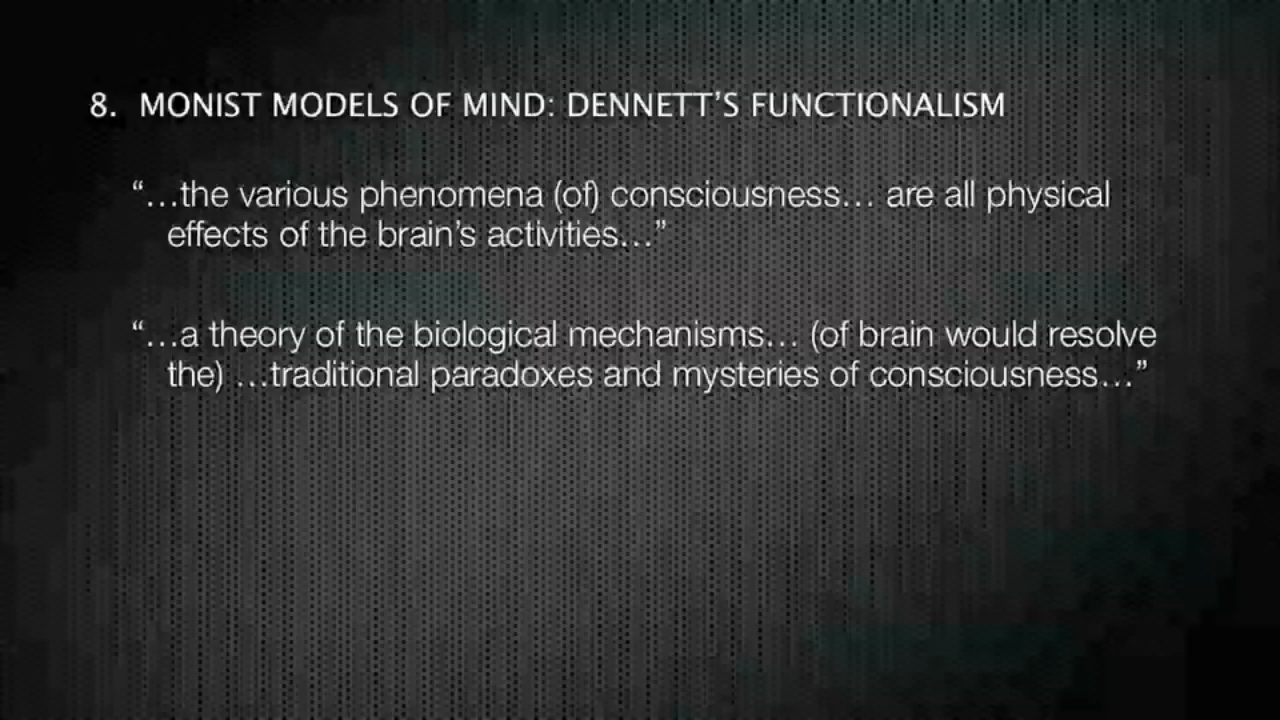 8. MONIST MODELS OF MIND: DENNETT’S FUNCTIONALISM
“…the various phenomena (of) consciousness… are all physical
effects of the brain’s activities…”
“…a theory of the biological mechanisms… (of brain would resolve
the) …traditional paradoxes and mysteries of consciousness…”